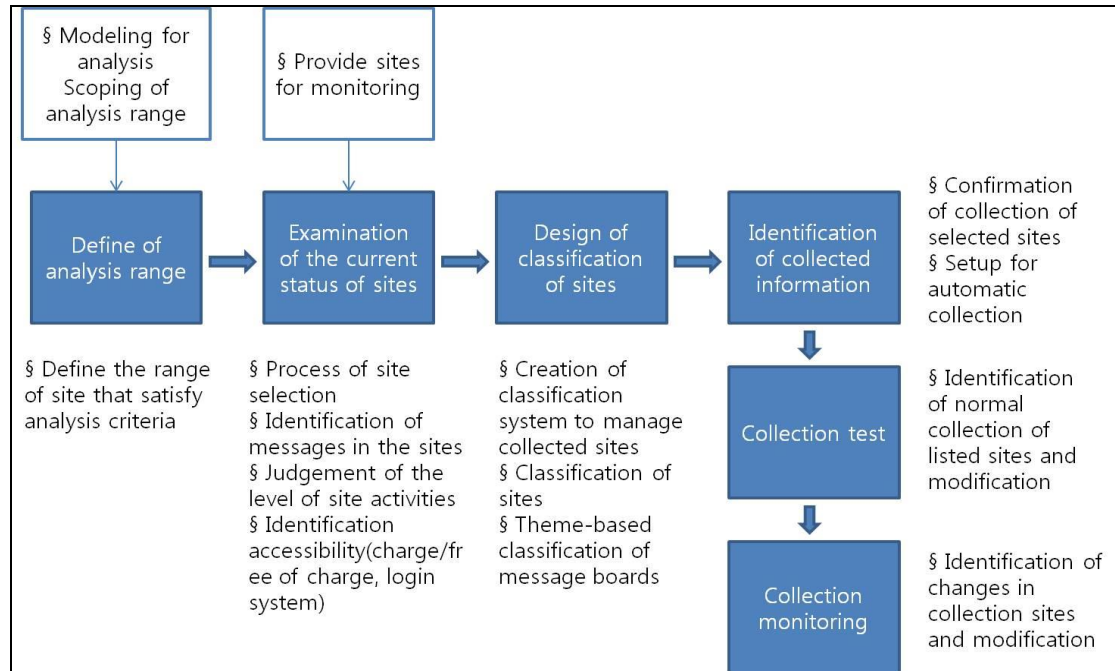 § Modeling for
analysis
Scoping of
analysis range
§ Provide sites
for monitoring
Define of
analysis range
Examination
of the current
status of sites
Design of
classification
of sites
Identification
of collected
information
§ Confirmation
of collection of
selected sites
§ Setup for
automatic
collection
§ Define the range
of site that satisfy
analysis criteria
§ Process of site
selection
§ Identification of
messages in the sites
§ Judgement of the
level of site activities
§ Identification
accessibility(charge/fr
ee of charge, login
system)
§ Creation of
classification
system to manage
collected sites
§ Classification of
sites
§ Theme-based
classification of
message boards
Collection test
§ Identification
of normal
collection of
listed sites and
modification
Collection
monitoring
§ Identification of
changes in
collection sites
and modification